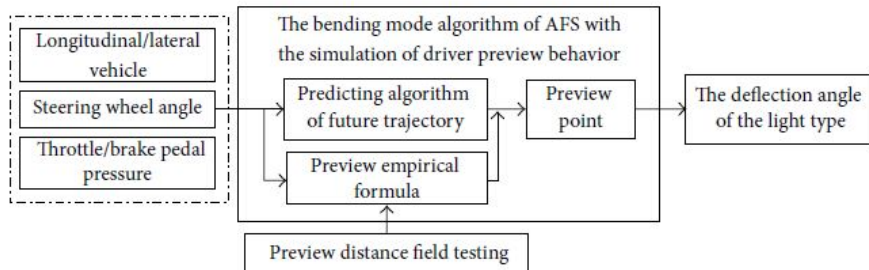 Longitudinal/lateral
vehicle
Steering wheel angle
Throttle/brake pedal
pressure
The bending mode algorithm of AFS with
the simulation of driver preview behavior
Predicting algorithm
of future trajectory
Preview empirical
formula
Preview
point
The deflection angle
of the light type
Preview distance field testing